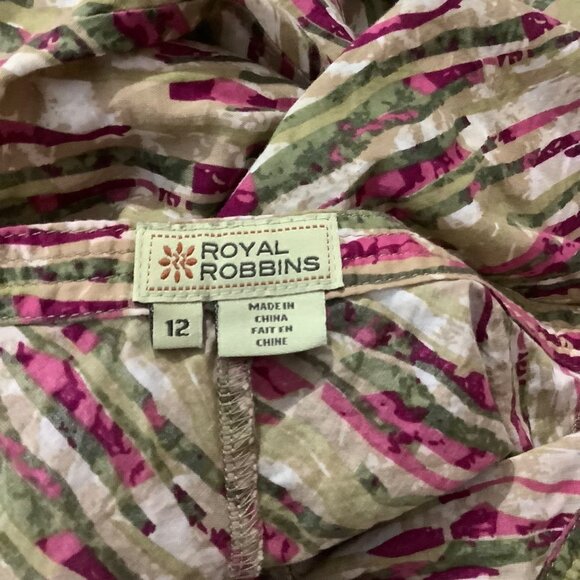 ROYAL
ROBBINS
12
MADE IN
CHINA
FAIT EN
CHINE